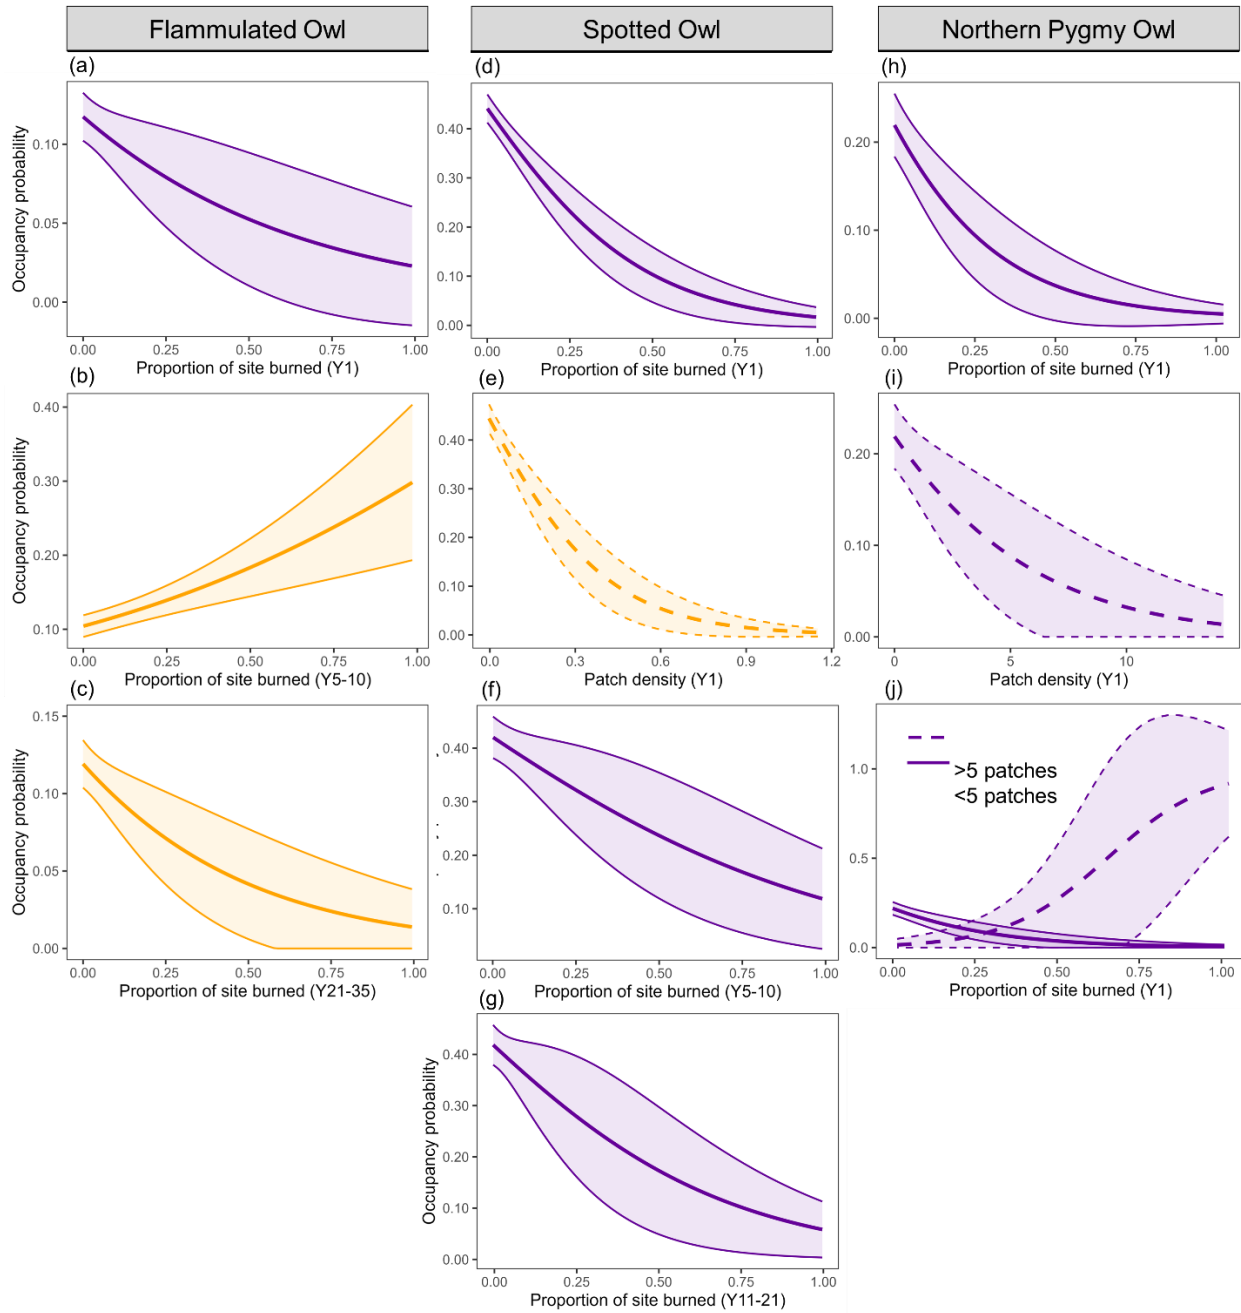 Flammulated Owl
Spotted Owl
Northern Pygmy Owl
(a)
Occupancy probability
0.10
0.05
0.00
0.00 0.25 0.50 0.75 1.00
Proportion of site burned (Y1)
(d)
0.40
0.30
0.20
0.10
0.00
0.00 0.25 0.50 0.75 1.00
Proportion of site burned (Y1)
(h)
0.20
0.10
0.00
0.00 0.25 0.50 0.75 1.00
Proportion of site burned (Y1)
(b)
Occupancy probability
0.40
0.30
0.20
0.10
0.00 0.25 0.50 0.75 1.00
Proportion of site burned (Y5-10)
(e)
0.40
0.30
0.20
0.10
0.00
0.0 0.3 0.6 0.9 1.2
Patch density (Y1)
(i)
0.20
0.10
0.00
0 5 10
Patch density (Y1)
(c)
Occupancy probability
0.15
0.10
0.05
0.00
0.00 0.25 0.50 0.75 1.00
Proportion of site burned (Y21-35)
(f)
0.40
0.30
0.20
0.10
0.00 0.25 0.50 0.75 1.00
Proportion of site burned (Y5-10)
(j)
>5 patches
<5 patches
1.0
0.5
0.0
0.00 0.25 0.50 0.75 1.00
Proportion of site burned (Y1)
(g)
Occupancy probability
0.40
0.30
0.20
0.10
0.00
0.00 0.25 0.50 0.75 1.00
Proportion of site burned (Y11-21)